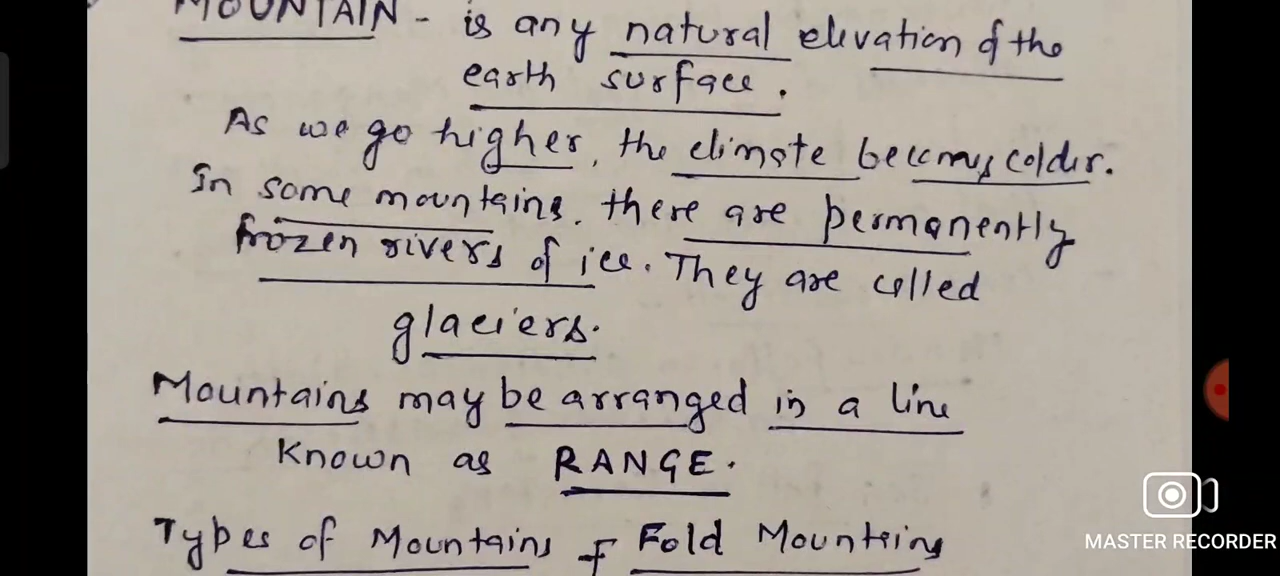 MOUNTAIN - is any natural elevation of the
earth surface.
As we go higher, the climate becomes colder.
In some mountains, there are permanently
frozen rivers of ice. They are called
glaciers.
Mountains may be arranged in a line
Known as RANGE.
Types of Mountains Fold Mountains
MASTER RECORDER